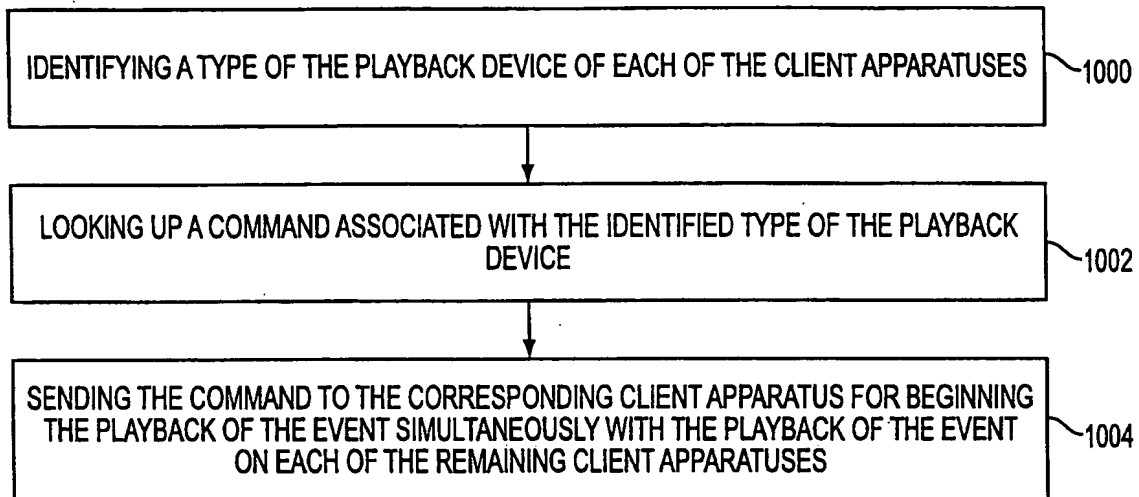 IDENTIFYING A TYPE OF THE PLAYBACK DEVICE OF EACH OF THE CLIENT APPARATUSES
1000
LOOKING UP A COMMAND ASSOCIATED WITH THE IDENTIFIED TYPE OF THE PLAYBACK
DEVICE
1002
SENDING THE COMMAND TO THE CORRESPONDING CLIENT APPARATUS FOR BEGINNING
THE PLAYBACK OF THE EVENT SIMULTANEOUSLY WITH THE PLAYBACK OF THE EVENT
ON EACH OF THE REMAINING CLIENT APPARATUSES
1004